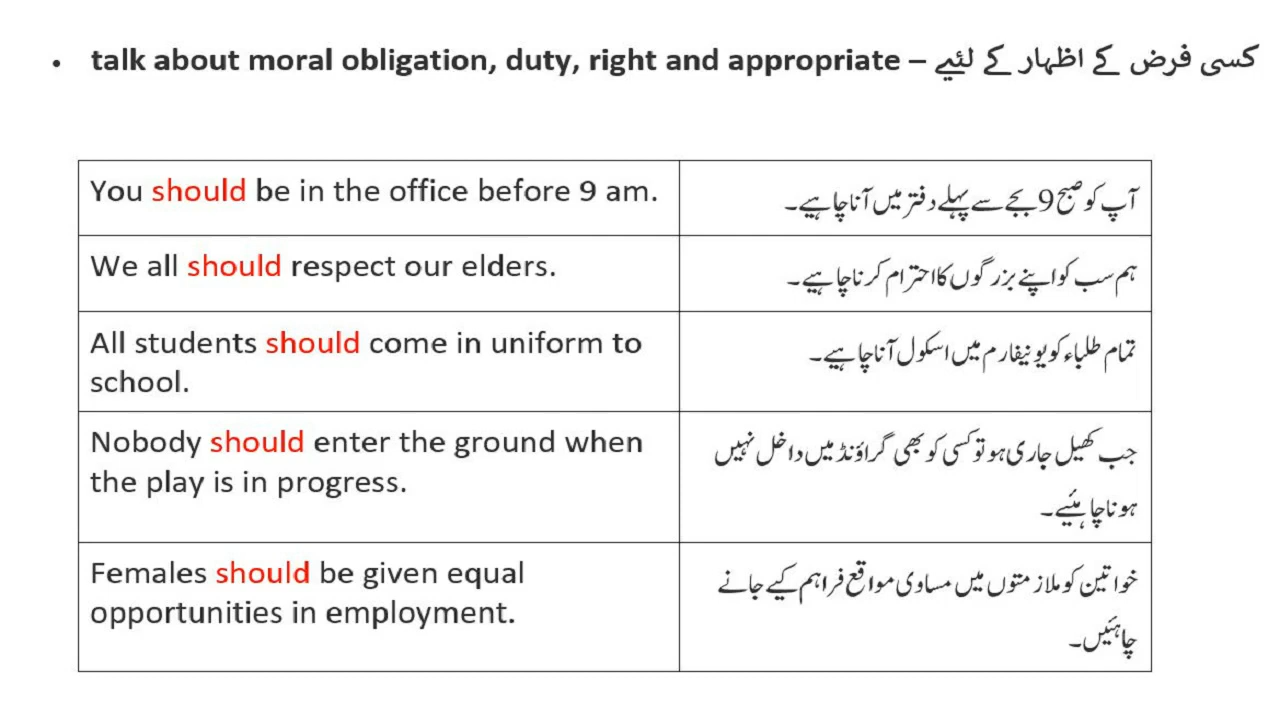 • talk about moral obligation, duty, right and appropriate – کسی فرض کے اظہار کے لئیے
You should be in the office before 9 am.
آپ کو صبح 9 بجے سے پہلے دفتر میں آنا چاہیے۔
We all should respect our elders.
ہم سب کو اپنے بزرگوں کا احترام کرنا چاہیے۔
All students should come in uniform to
school.
تمام طلباء کو یونیفارم میں اسکول آنا چاہیے۔
Nobody should enter the ground when
the play is in progress.
جب کھیل جاری ہو تو کسی کو بھی گراؤنڈ میں داخل نہیں
ہونا چاہئیے۔
Females should be given equal
opportunities in employment.
خواتین کو ملازمتوں میں مساوی مواقع فراہم کیے جانے
چاہئیں۔